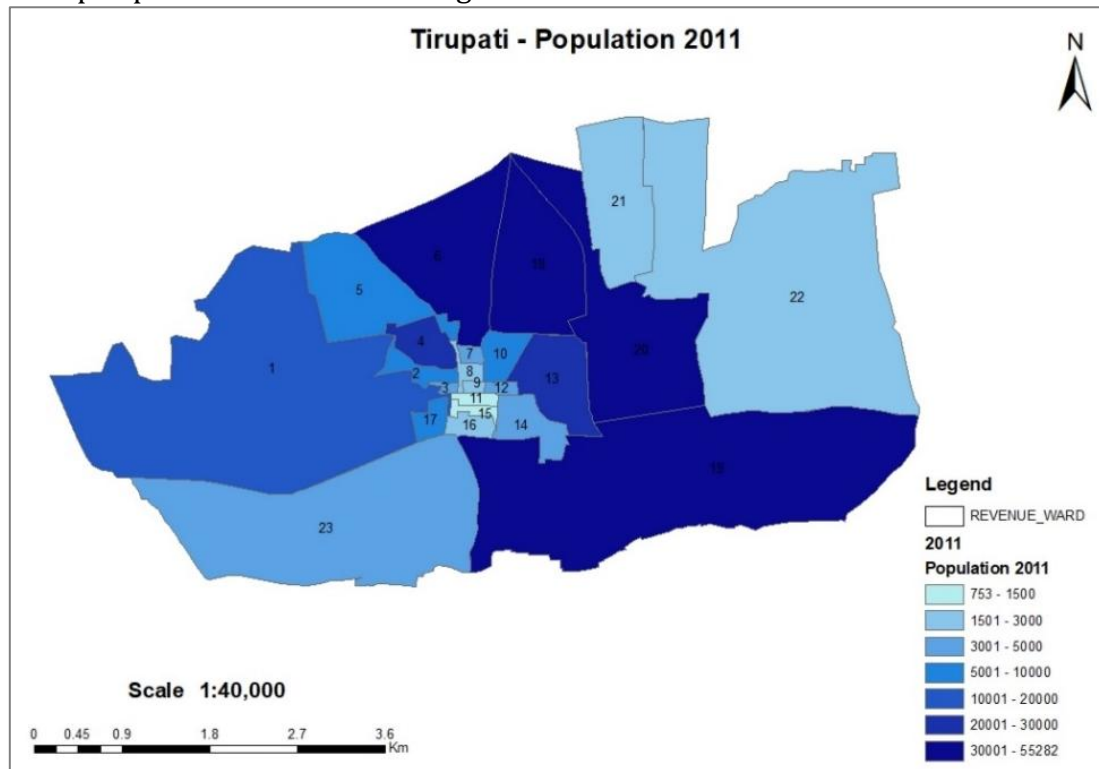 Tirupati - Population 2011
N
21
6
19
5
22
4
20
7
10
1
8
2
13
9
3
12
11
15
17
16
14
18
23
Legend
REVENUE_WARD
2011
Population 2011
753 - 1500
1501 - 3000
3001 - 5000
5001 - 10000
10001 - 20000
20001 - 30000
30001 - 55282
Scale 1:40,000
0 0.45 0.9 1.8 2.7 3.6
Km